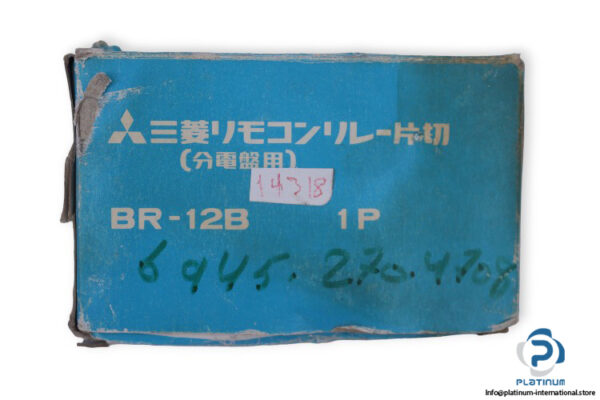 三菱リモコンリレー片切
(分電盤用)
14318
BR-12B 1P
6945.270.4708
PLATINUM
Info@platinum-international.store